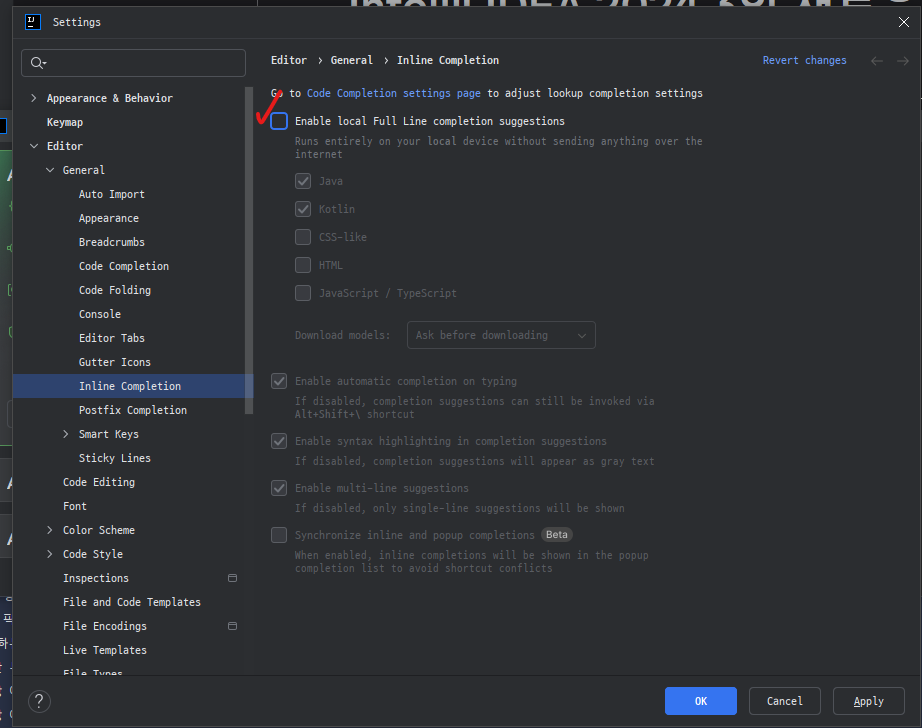 Settings
Editor › General › Inline Completion
Revert changes
Go to Code Completion settings page to adjust lookup completion settings
Enable local Full Line completion suggestions
Runs entirely on your local device without sending anything over the
internet
Java
Kotlin
CSS-like
HTML
JavaScript / TypeScript
Download models: Ask before downloading
Enable automatic completion on typing
If disabled, completion suggestions can still be invoked via
Alt+Shift+\ shortcut
Enable syntax highlighting in completion suggestions
If disabled, completion suggestions will appear as gray text
Enable multi-line suggestions
If disabled, only single-line suggestions will be shown
Synchronize inline and popup completions Beta
When enabled, inline completions will be shown in the popup
completion list to avoid shortcut conflicts
Appearance & Behavior
Keymap
Editor
General
Auto Import
Appearance
Breadcrumbs
Code Completion
Code Folding
Console
Editor Tabs
Gutter Icons
Inline Completion
Postfix Completion
Smart Keys
Sticky Lines
Code Editing
Font
Color Scheme
Code Style
Inspections
File and Code Templates
File Encodings
Live Templates
File Types
?
OK
Cancel
Apply